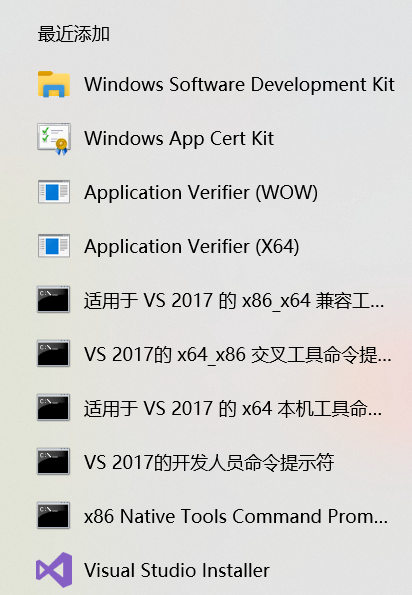 最近添加
Windows Software Development Kit
Windows App Cert Kit
Application Verifier (WOW)
Application Verifier (X64)
适用于 VS 2017 的 x86_x64 兼容工...
VS 2017的 x64_x86 交叉工具命令提...
适用于 VS 2017 的 x64 本机工具命...
VS 2017的开发人员命令提示符
x86 Native Tools Command Prom...
Visual Studio Installer